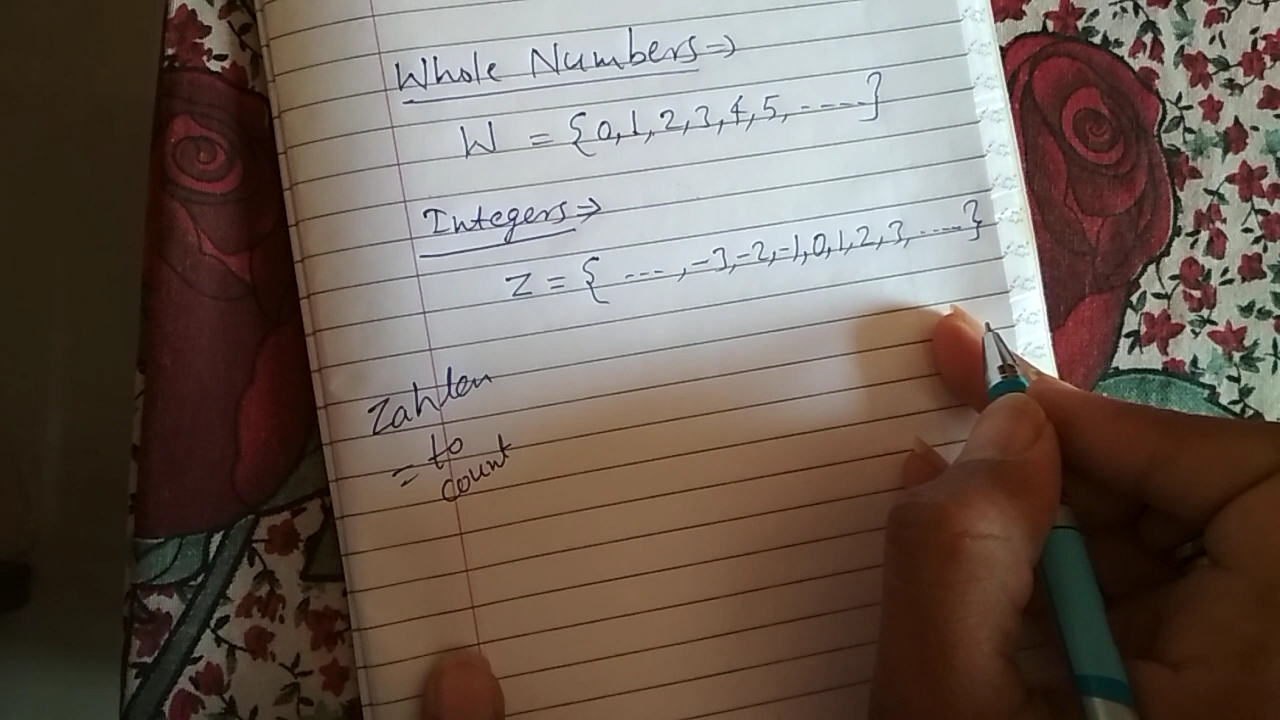 Whole Numbers⇒
W = {0,1,2,3,4,5,-----}
Integers⇒
Z = { ---- ,-3,-2,-1,0,1,2,3, -----}
Zahlen
= to
count